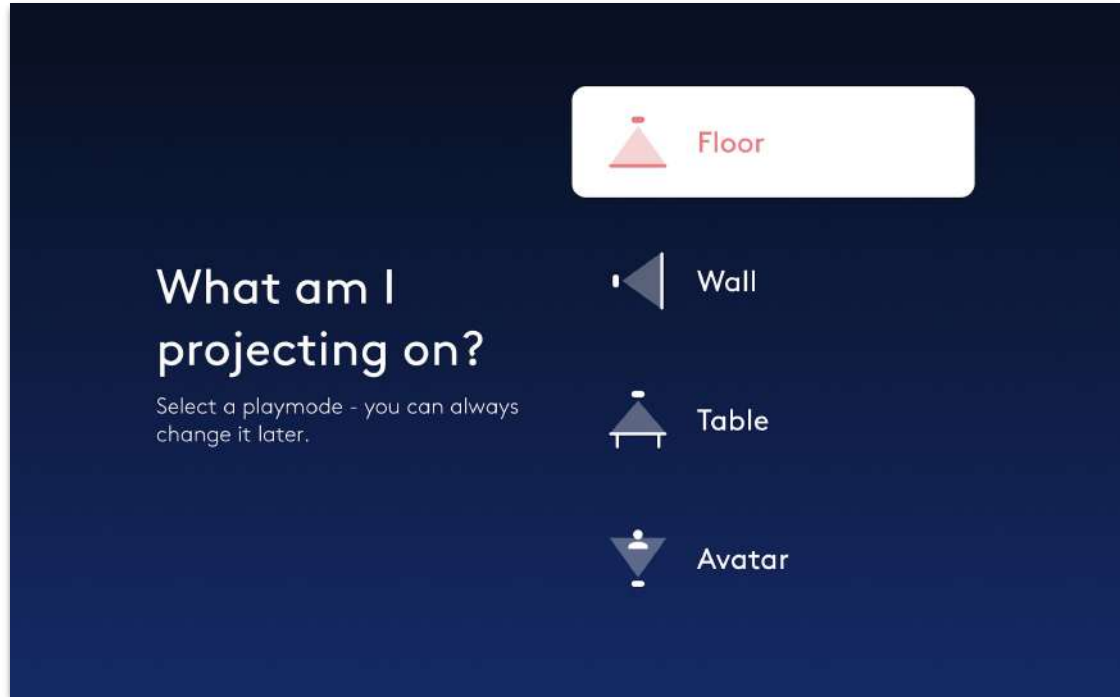 What am I
projecting on?
Select a playmode - you can always
change it later.
Floor
Wall
Table
Avatar